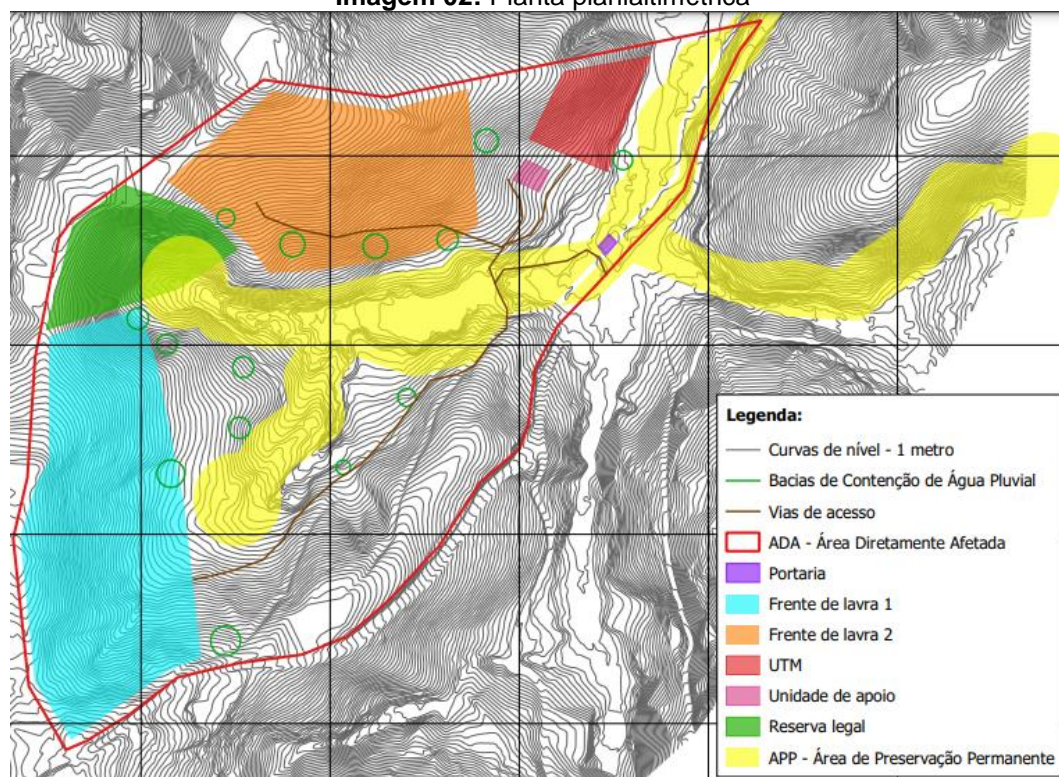 Imagem 02: Planta planialtimétrica
Legenda:
Curvas de nível - 1 metro
Bacias de Contenção de Água Pluvial
Vias de acesso
ADA - Área Diretamente Afetada
Portaria
Frente de lavra 1
Frente de lavra 2
UTM
Unidade de apoio
Reserva legal
APP - Área de Preservação Permanente